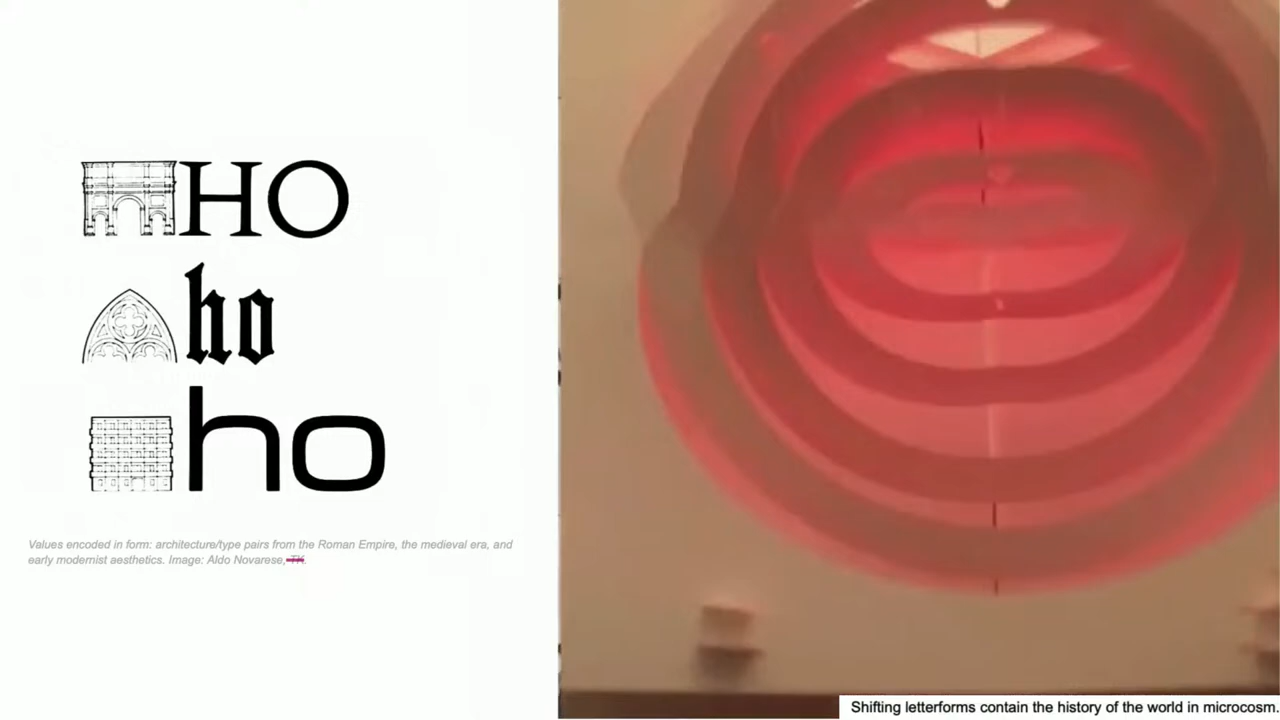 HO
ho
ho
Values encoded in form: architecture/type pairs from the Roman Empire, the medieval era, and
early modernist aesthetics. Image: Aldo Novarese, TK.
Shifting letterforms contain the history of the world in microcosm.